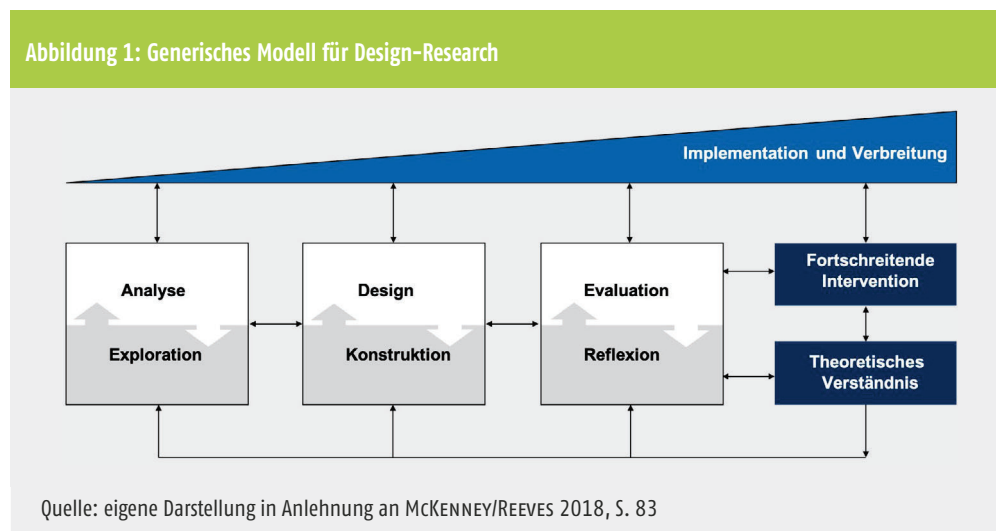 Abbildung 1: Generisches Modell für Design-Research
Implementation und Verbreitung
Analyse
Exploration
Design
Konstruktion
Evaluation
Reflexion
Fortschreitende
Intervention
Theoretisches
Verständnis
Quelle: eigene Darstellung in Anlehnung an McKenney/Reeves 2018, S. 83